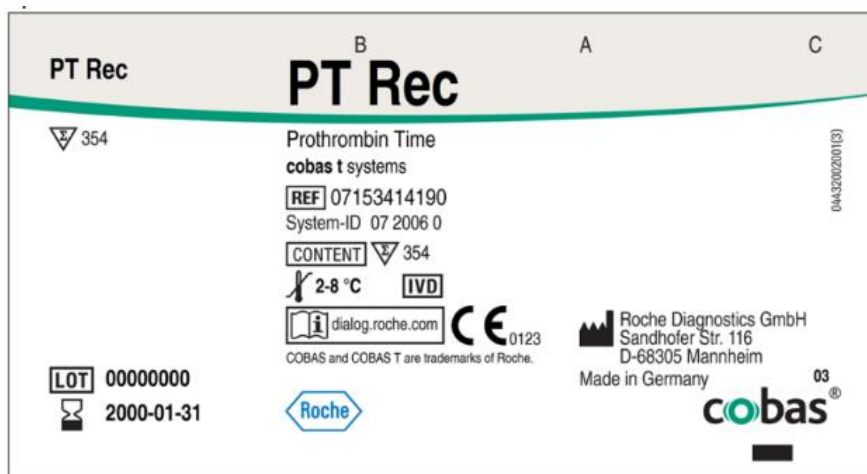 B A C
PT Rec
PT Rec
354
Prothrombin Time
cobas t systems
REF 07153414190
System-ID 07 2006 0
CONTENT 354
2-8 °C IVD
dialog.roche.com CE 0123
COBAS and COBAS T are trademarks of Roche.
04432002001(3)
Roche Diagnostics GmbH
Sandhofer Str. 116
D-68305 Mannheim
Made in Germany
LOT 00000000
2000-01-31
Roche
03
cobas®